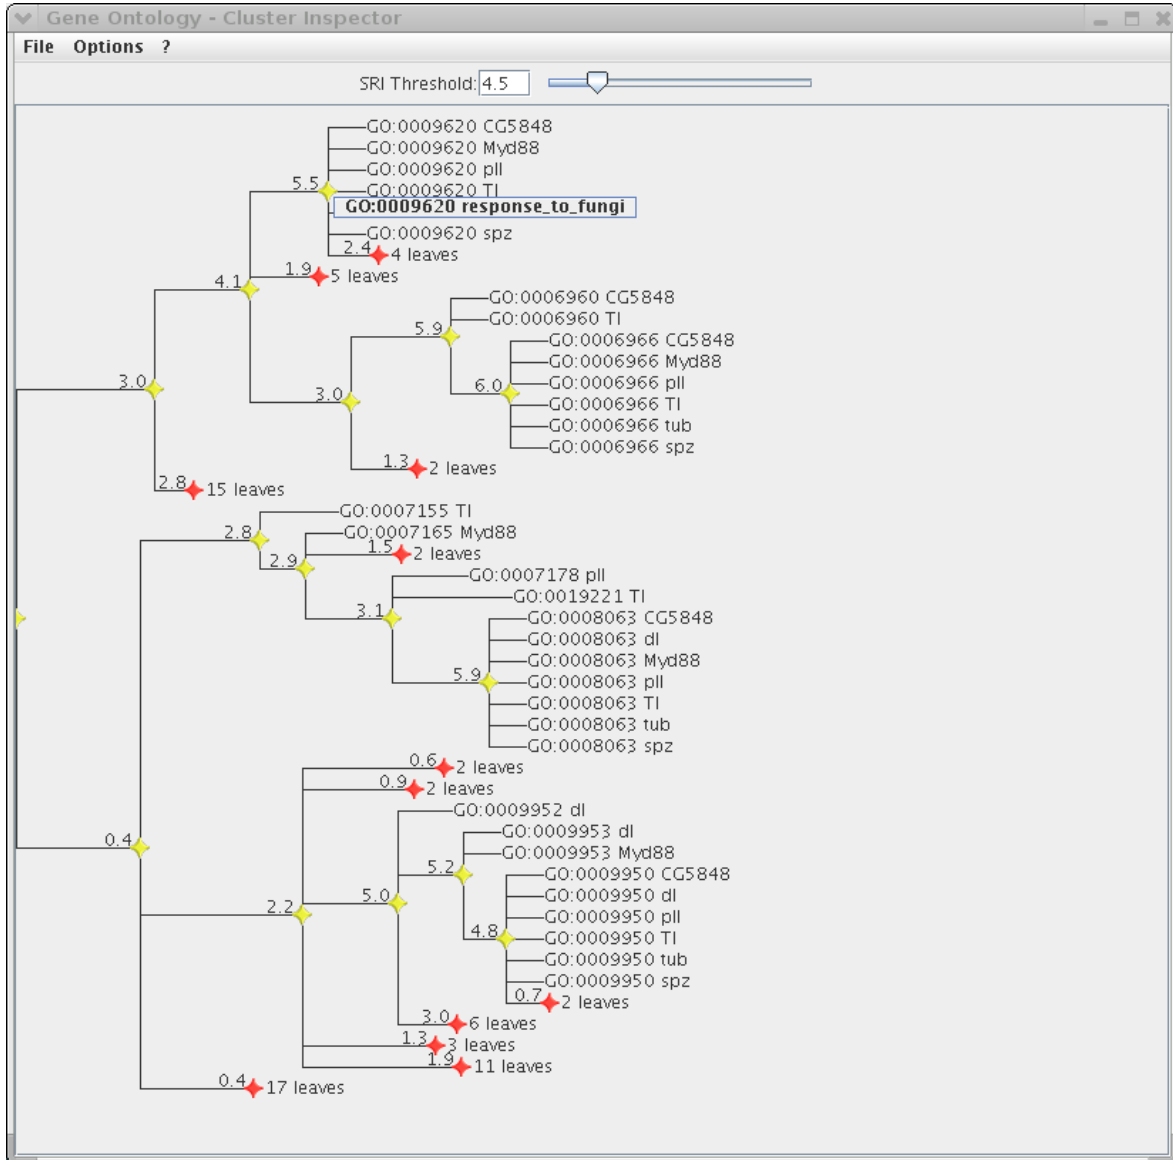 Gene Ontology - Cluster Inspector
File Options ?
SRI Threshold: 4.5
GO:0009620 CG5848
GO:0009620 Myd88
GO:0009620 pll
5.5 GO:0009620 Tl
GO:0009620 response_to_fungi
GO:0009620 spz
2.4 4 leaves
1.9 5 leaves
4.1
GO:0006960 CG5848
GO:0006960 Tl
5.9
GO:0006966 CG5848
GO:0006966 Myd88
GO:0006966 pll
3.0
6.0
3.0
GO:0006966 Tl
GO:0006966 tub
GO:0006966 spz
1.3 2 leaves
2.8 15 leaves
GO:0007155 Tl
2.8 GO:0007165 Myd88
1.5 2 leaves
2.9
GO:0007178 pll
GO:0019221 Tl
3.1 GO:0008063 CG5848
GO:0008063 dl
GO:0008063 Myd88
5.9 GO:0008063 pll
GO:0008063 Tl
GO:0008063 tub
GO:0008063 spz
0.6 2 leaves
0.9 2 leaves
GO:0009952 dl
GO:0009953 dl
0.4
GO:0009953 Myd88
5.2 GO:0009950 CG5848
5.0 GO:0009950 dl
2.2 GO:0009950 pll
4.8 GO:0009950 Tl
GO:0009950 tub
GO:0009950 spz
0.7 2 leaves
3.0 6 leaves
1.3 3 leaves
1.9 11 leaves
0.4 17 leaves